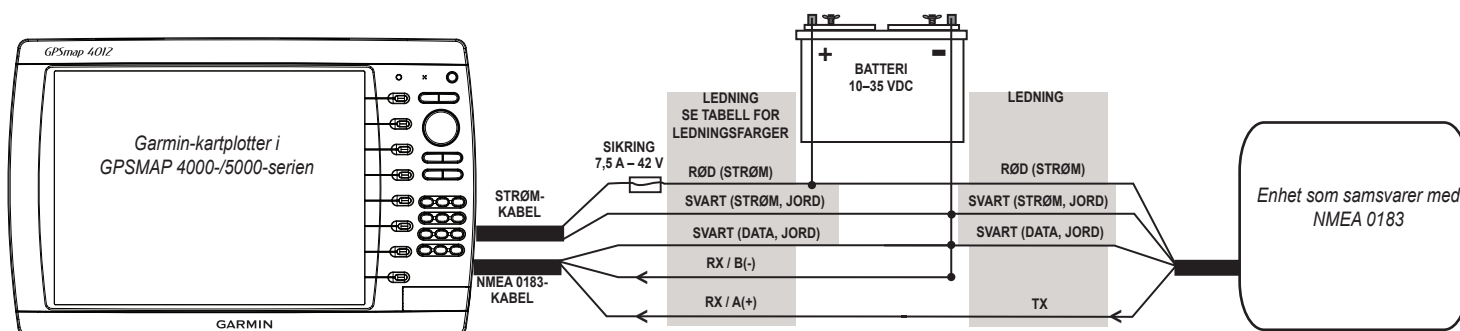 GPSmap 4012
Garmin-kartplotter i
GPSMAP 4000-/5000-serien
GARMIN
STRØM-
KABEL
NMEA 0183-
KABEL
SIKRING
7,5 A – 42 V
LEDNING
SE TABELL FOR
LEDNINGSFARGER
RØD (STRØM)
SVART (STRØM, JORD)
SVART (DATA, JORD)
RX / B(-)
RX / A(+)
+
-
BATTERI
10–35 VDC
LEDNING
RØD (STRØM)
SVART (STRØM, JORD)
SVART (DATA, JORD)
TX
Enhet som samsvarer med
NMEA 0183